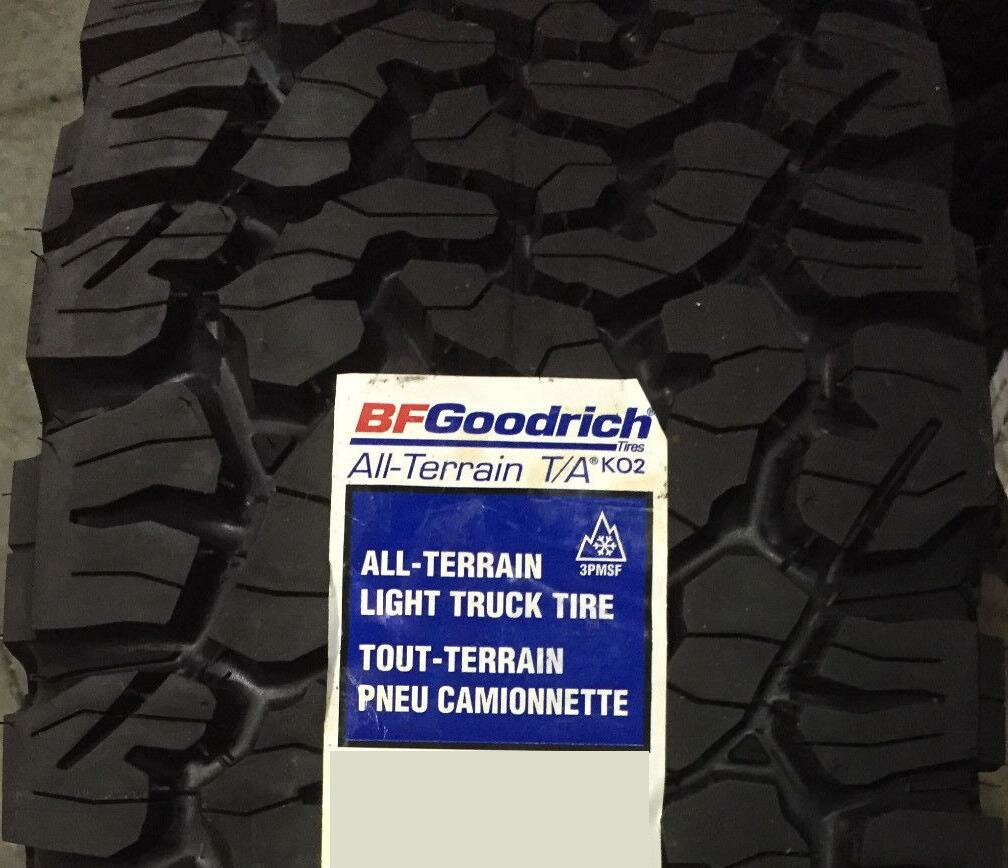 BFGoodrich®
Tires
All-Terrain T/A® KO2
3PMSF
ALL-TERRAIN
LIGHT TRUCK TIRE
TOUT-TERRAIN
PNEU CAMIONNETTE